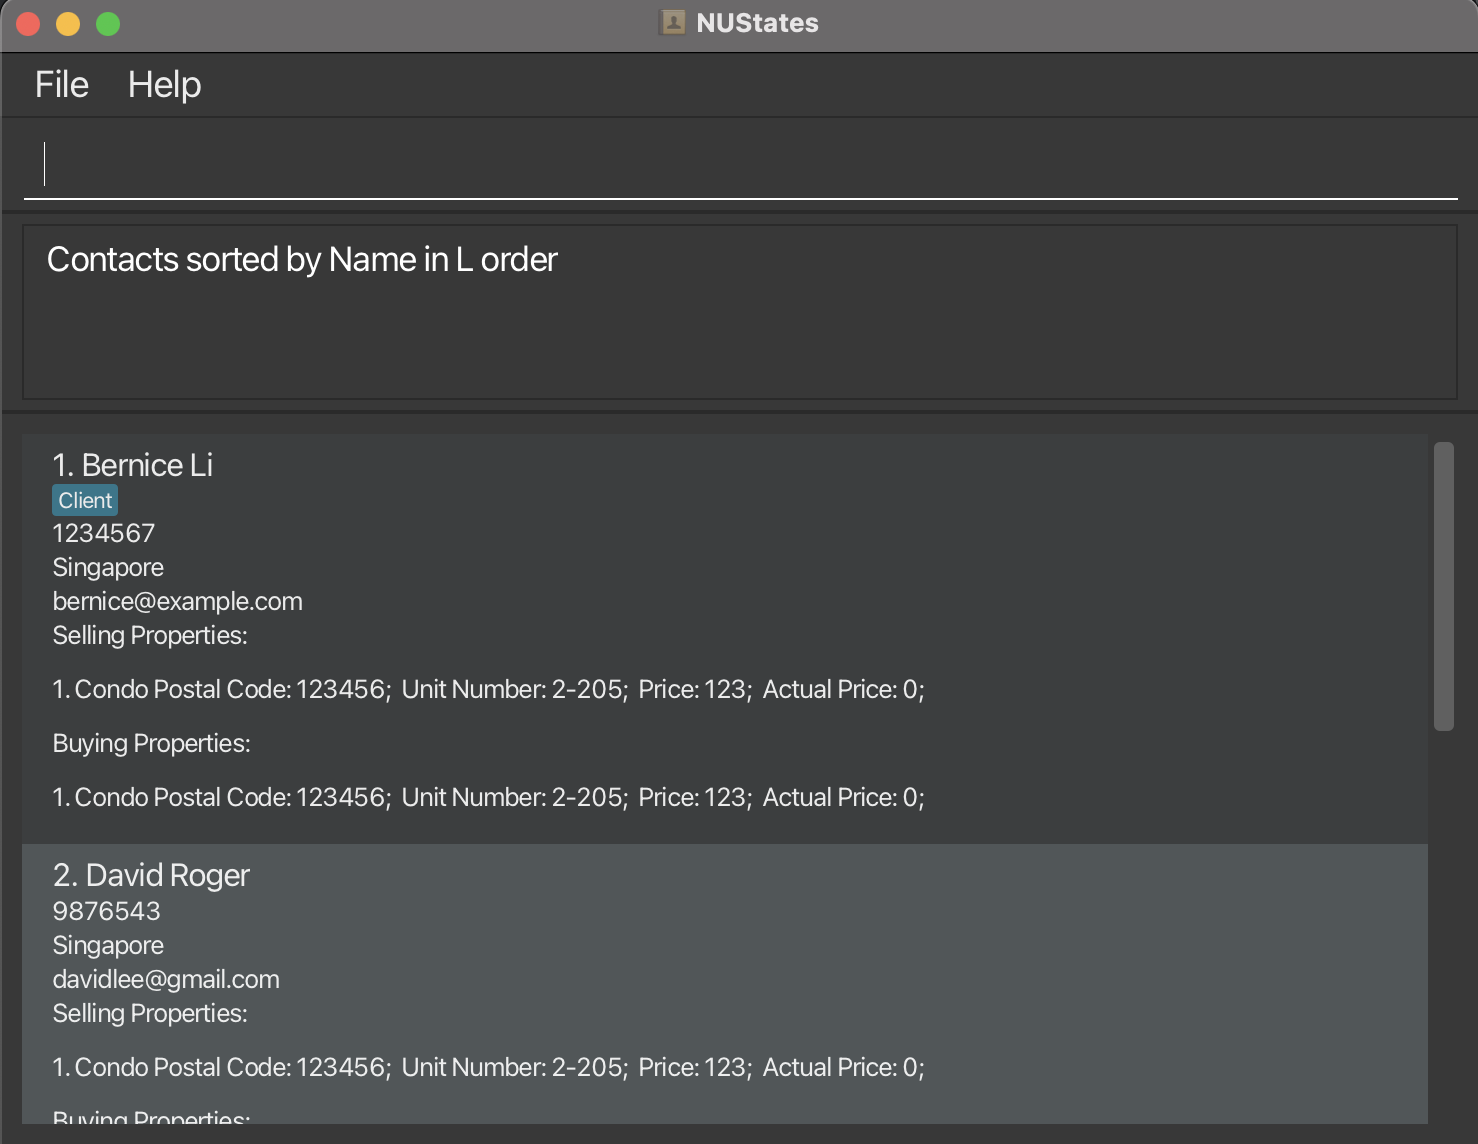 NUStates
File Help
Contacts sorted by Name in L order
1. Bernice Li
Client
1234567
Singapore
bernice@example.com
Selling Properties:
1. Condo Postal Code: 123456; Unit Number: 2-205; Price: 123; Actual Price: 0;
Buying Properties:
1. Condo Postal Code: 123456; Unit Number: 2-205; Price: 123; Actual Price: 0;
2. David Roger
9876543
Singapore
davidlee@gmail.com
Selling Properties:
1. Condo Postal Code: 123456; Unit Number: 2-205; Price: 123; Actual Price: 0;
Buying Properties: